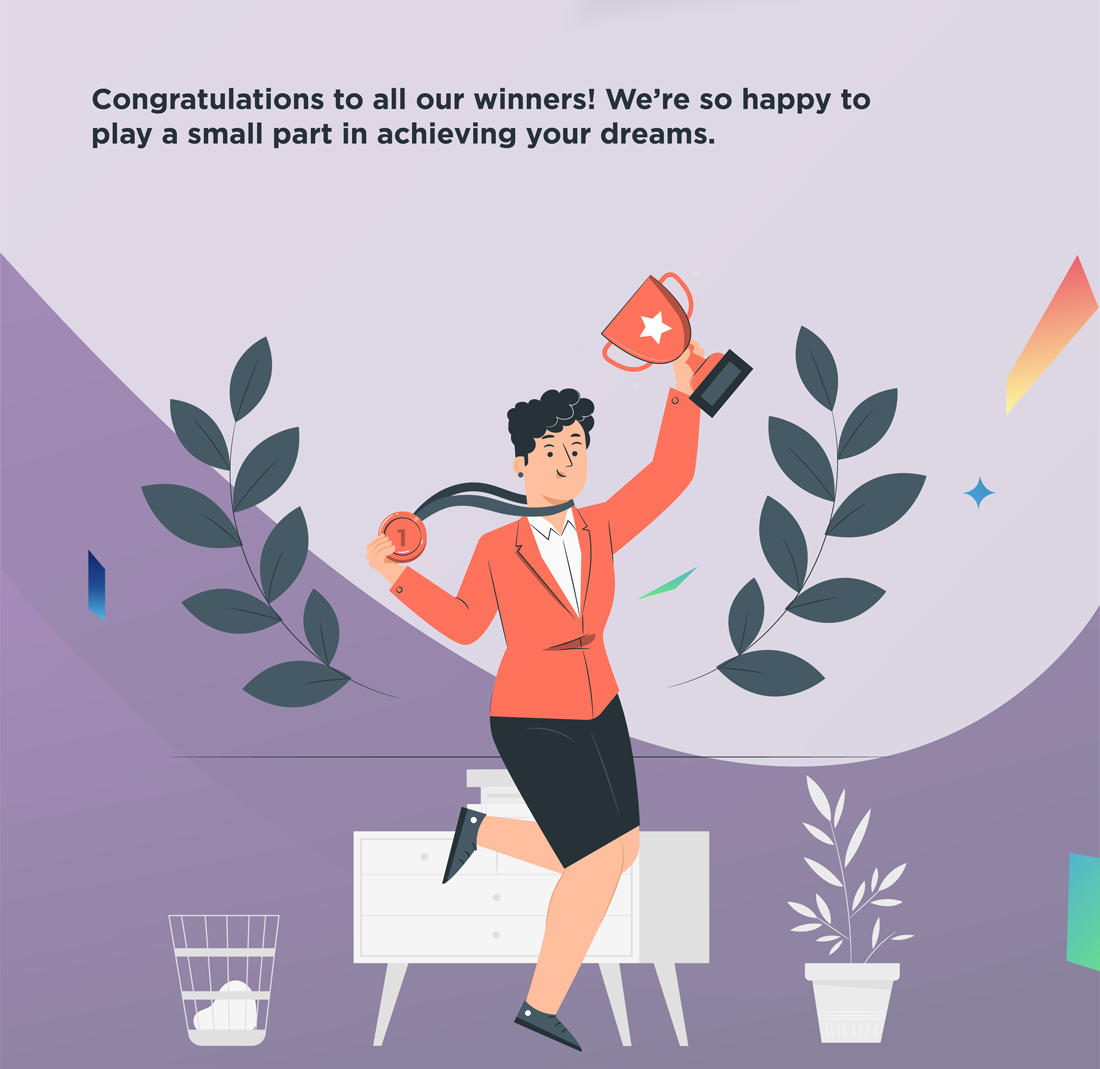 Congratulations to all our winners! We’re so happy to
play a small part in achieving your dreams.
1